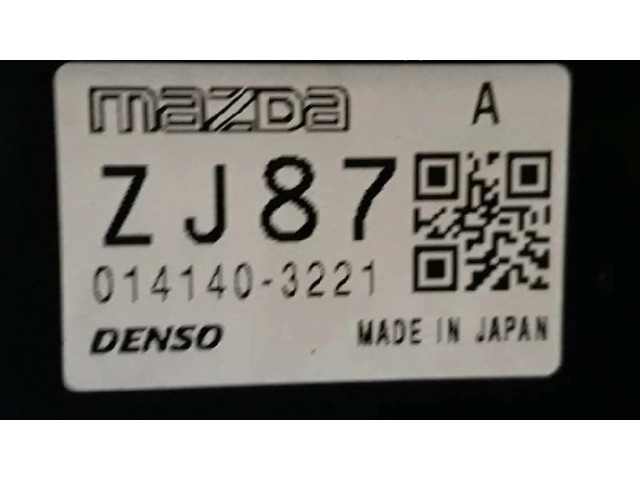 mazda A
ZJ87
014140-3221
DENSO MADE IN JAPAN